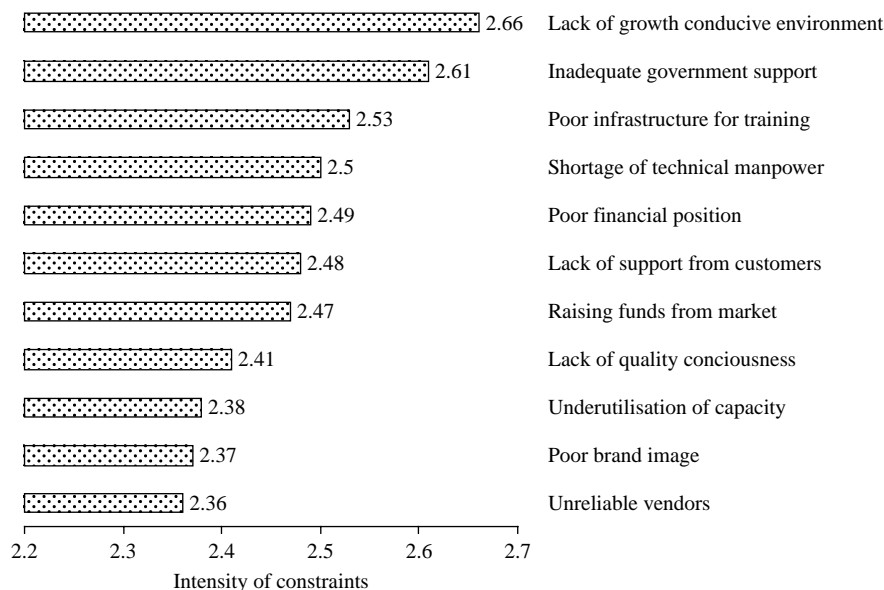 2.66 Lack of growth conducive environment
2.61 Inadequate government support
2.53 Poor infrastructure for training
2.5 Shortage of technical manpower
2.49 Poor financial position
2.48 Lack of support from customers
2.47 Raising funds from market
2.41 Lack of quality conciousness
2.38 Underutilisation of capacity
2.37 Poor brand image
2.36 Unreliable vendors
2.2 2.3 2.4 2.5 2.6 2.7
Intensity of constraints